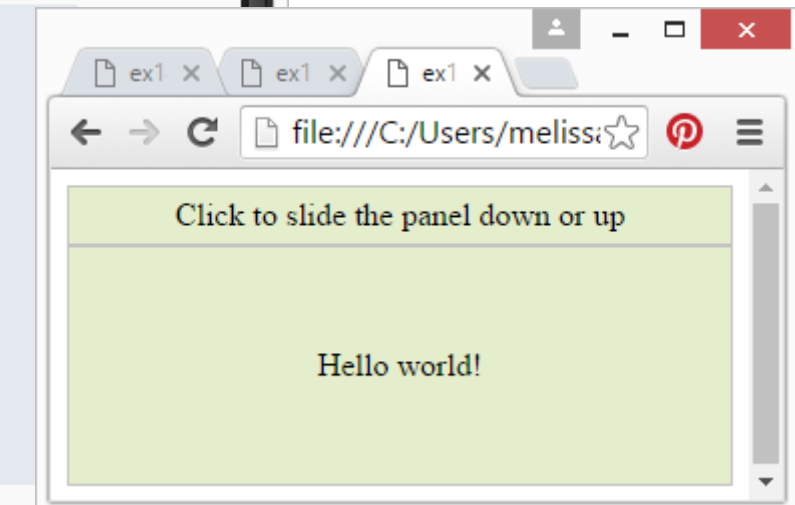 ex1 ex1 ex1
file:///C:/Users/meliss
Click to slide the panel down or up
Hello world!